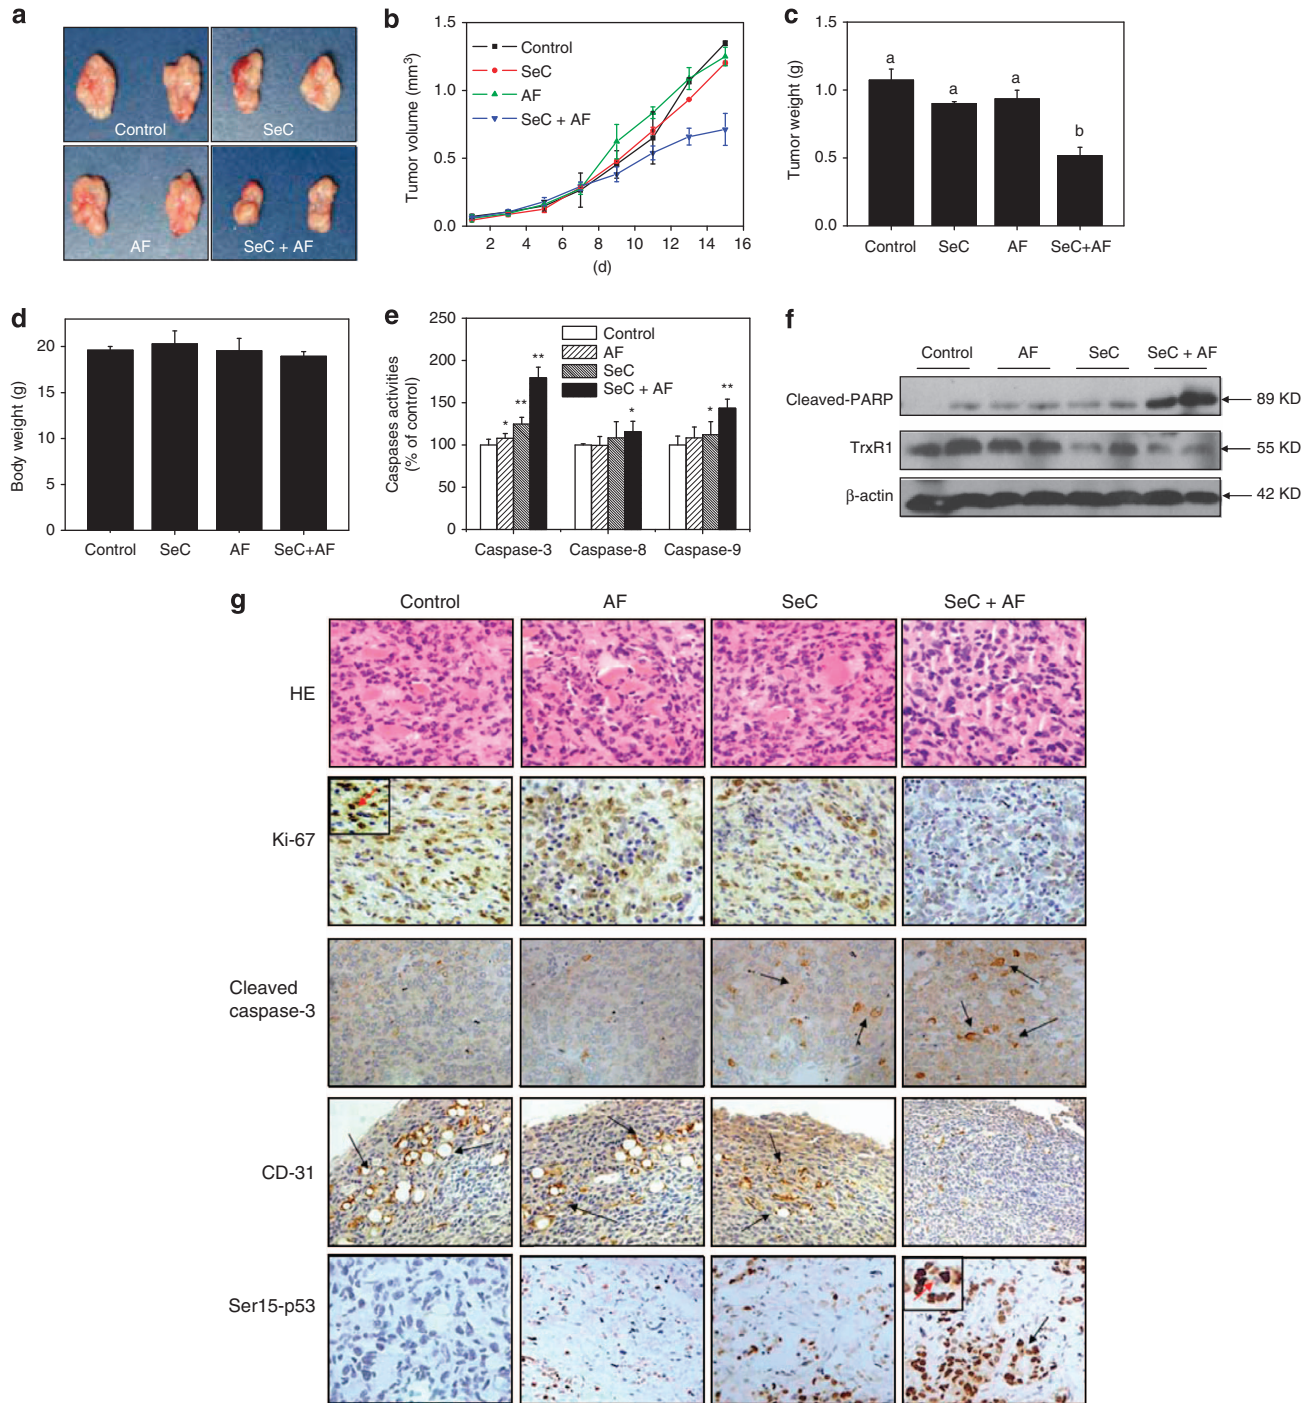 a
Control
SeC
AF
SeC + AF
b
Tumor volume (mm³)
1.5
1.0
0.5
0.0
Control
SeC
AF
SeC + AF
2 4 6 8 10 12 14 16
(d)
c
Tumor weight (g)
1.5
1.0
0.5
0.0
a a a b
Control SeC AF SeC+AF
d
Body weight (g)
20
15
10
5
0
Control SeC AF SeC+AF
e
Caspases activities
(% of control)
250
200
150
100
50
0
Control
AF
SeC
SeC + AF
* ** ** * * **
Caspase-3 Caspase-8 Caspase-9
f
Control AF SeC SeC + AF
Cleaved-PARP 89 KD
TrxR1 55 KD
β-actin 42 KD
g
Control AF SeC SeC + AF
HE
Ki-67
Cleaved
caspase-3
CD-31
Ser15-p53